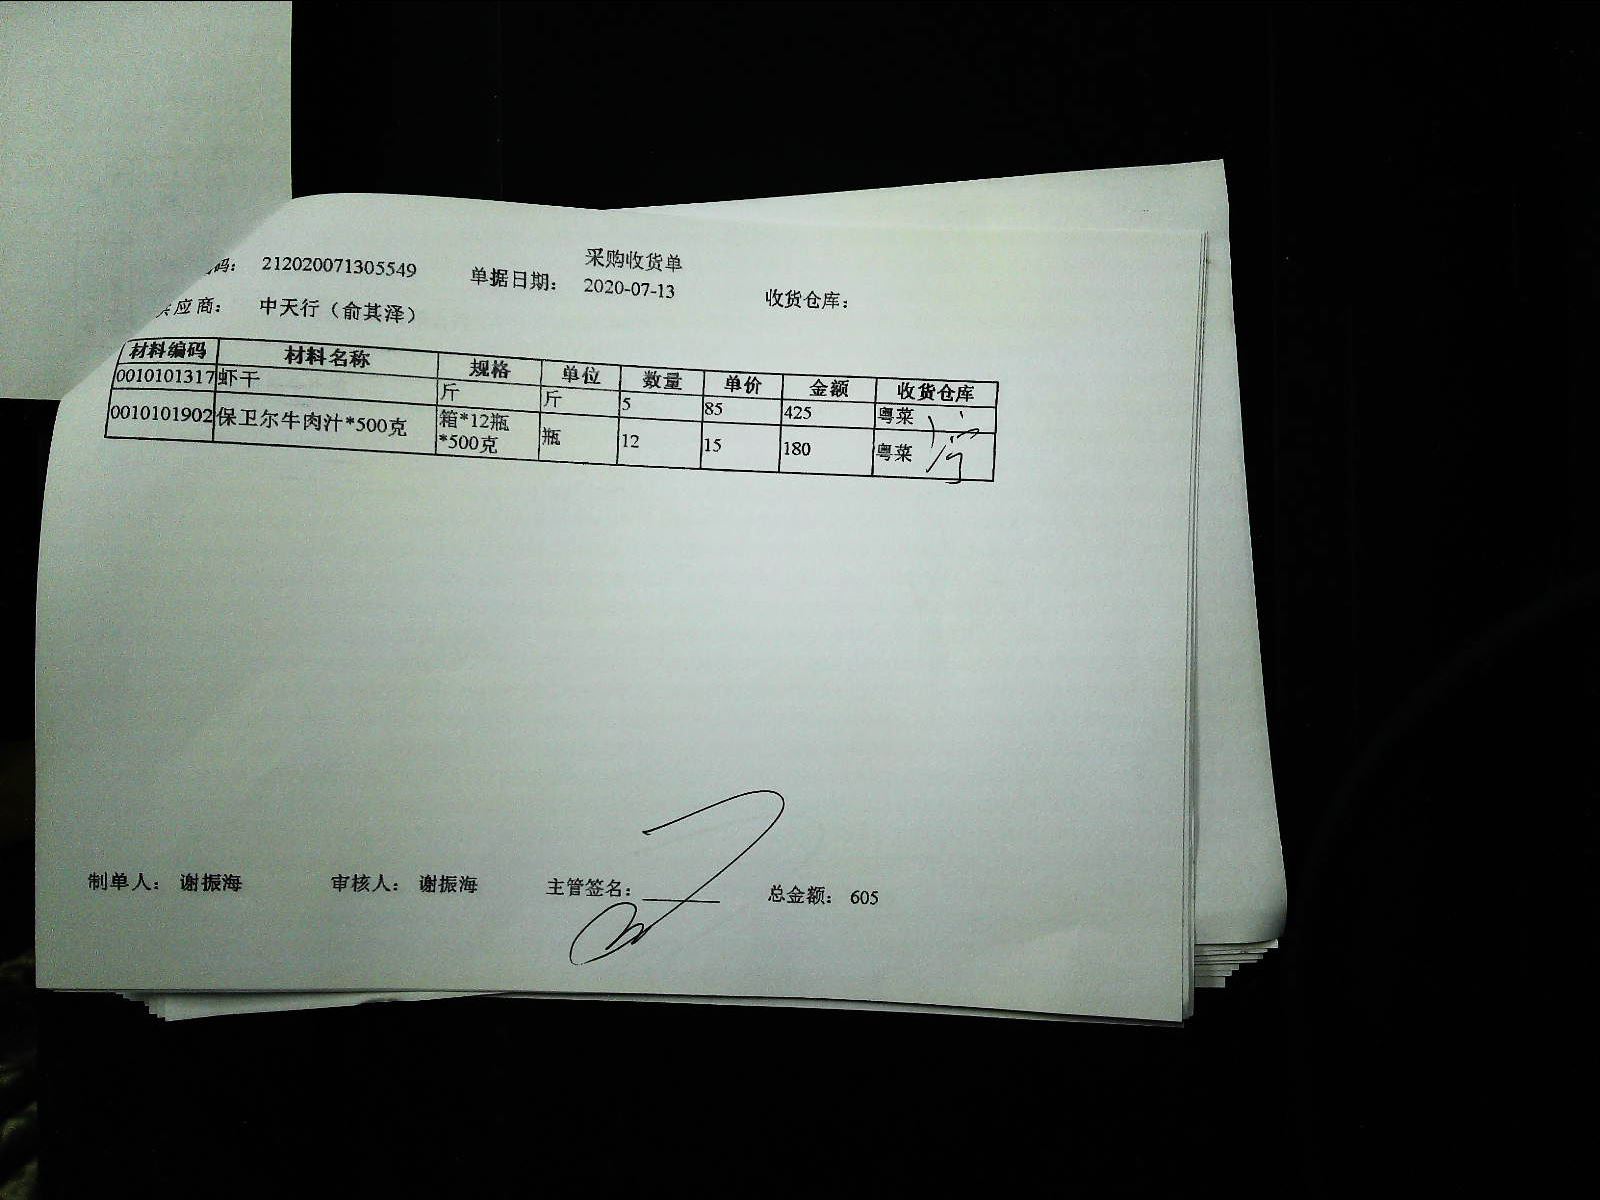 采购收货单
码： 212020071305549 单据日期： 2020-07-13 收货仓库：
供应商： 中天行（俞其泽）
材料编码 材料名称 规格 单位 数量 单价 金额 收货仓库
0010101317 虾干 斤 斤 5 85 425 粤菜
0010101902 保卫尔牛肉汁*500克 箱*12瓶 瓶 12 15 180 粤菜
*500克
制单人： 谢振海 审核人： 谢振海 主管签名： 总金额： 605